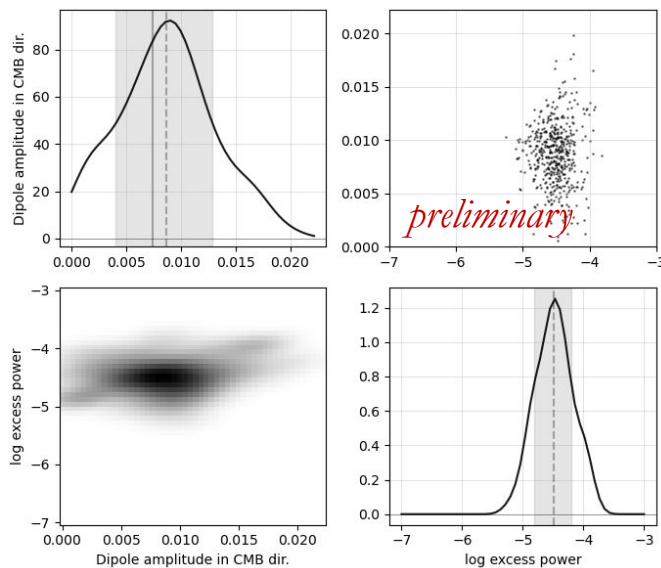 Dipole amplitude in CMB dir.
80
60
40
20
0
0.000 0.005 0.010 0.015 0.020
0.020
0.015
0.010
0.005
0.000
preliminary
−7 −6 −5 −4 −3
log excess power
−3
−4
−5
−6
−7
0.000 0.005 0.010 0.015 0.020
Dipole amplitude in CMB dir.
1.2
1.0
0.8
0.6
0.4
0.2
0.0
−7 −6 −5 −4 −3
log excess power